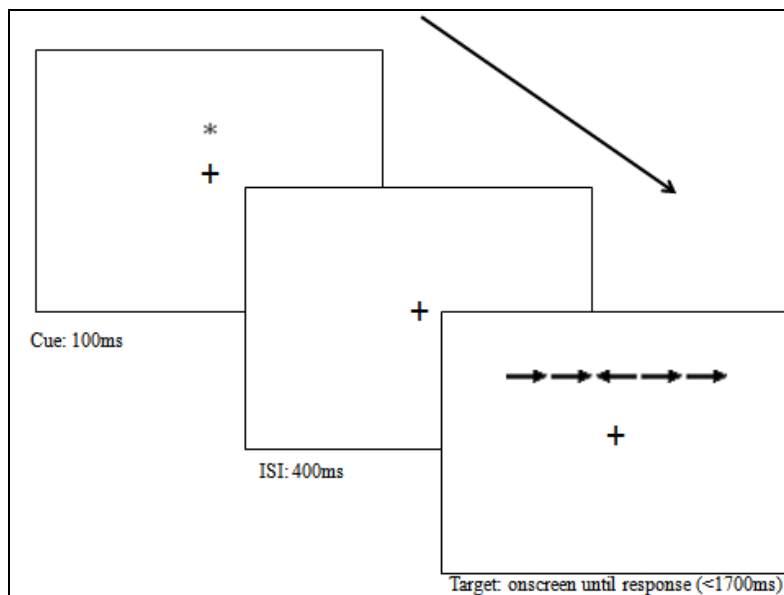 *
+
Cue: 100ms
+
ISI: 400ms
+
Target: onscreen until response (<1700ms)